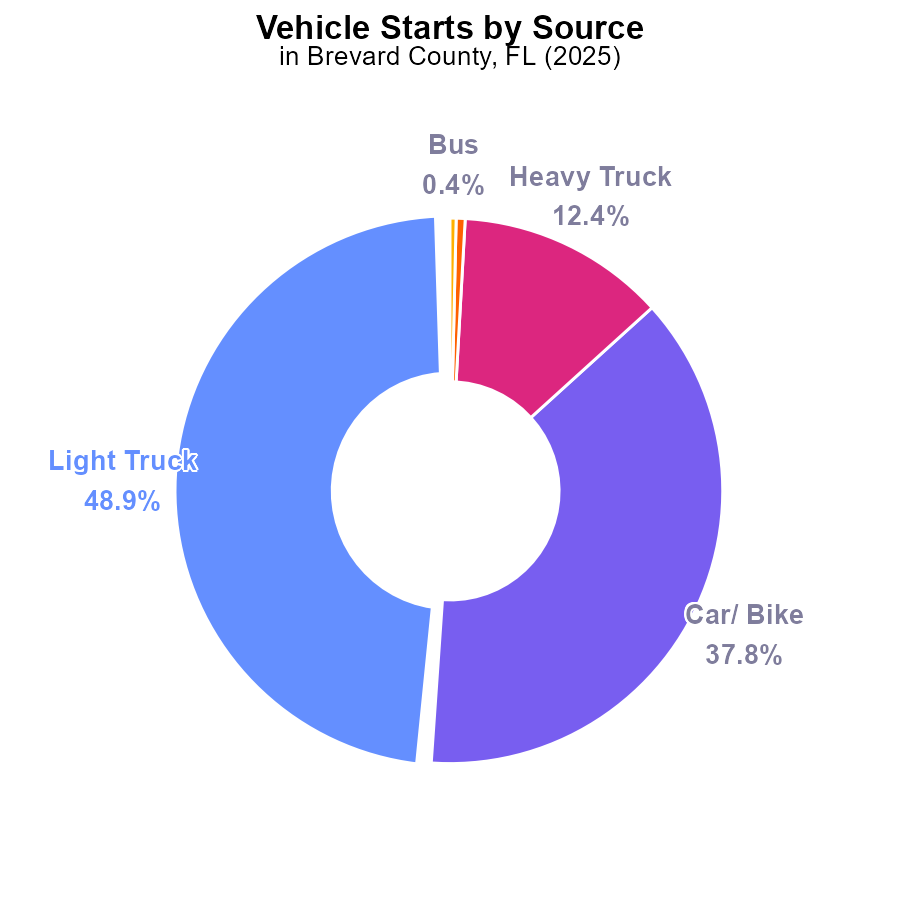 Vehicle Starts by Source
in Brevard County, FL (2025)
Bus
0.4%
Heavy Truck
12.4%
Light Truck
48.9%
Car/ Bike
37.8%